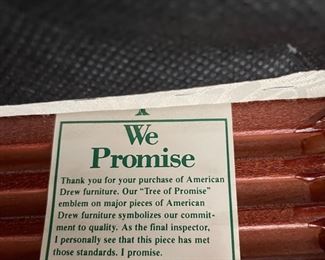 We
Promise
Thank you for your purchase of American
Drew furniture. Our "Tree of Promise"
emblem on major pieces of American
Drew furniture symbolizes our commit-
ment to quality. As the final inspector,
I personally see that this piece has met
those standards. I promise.